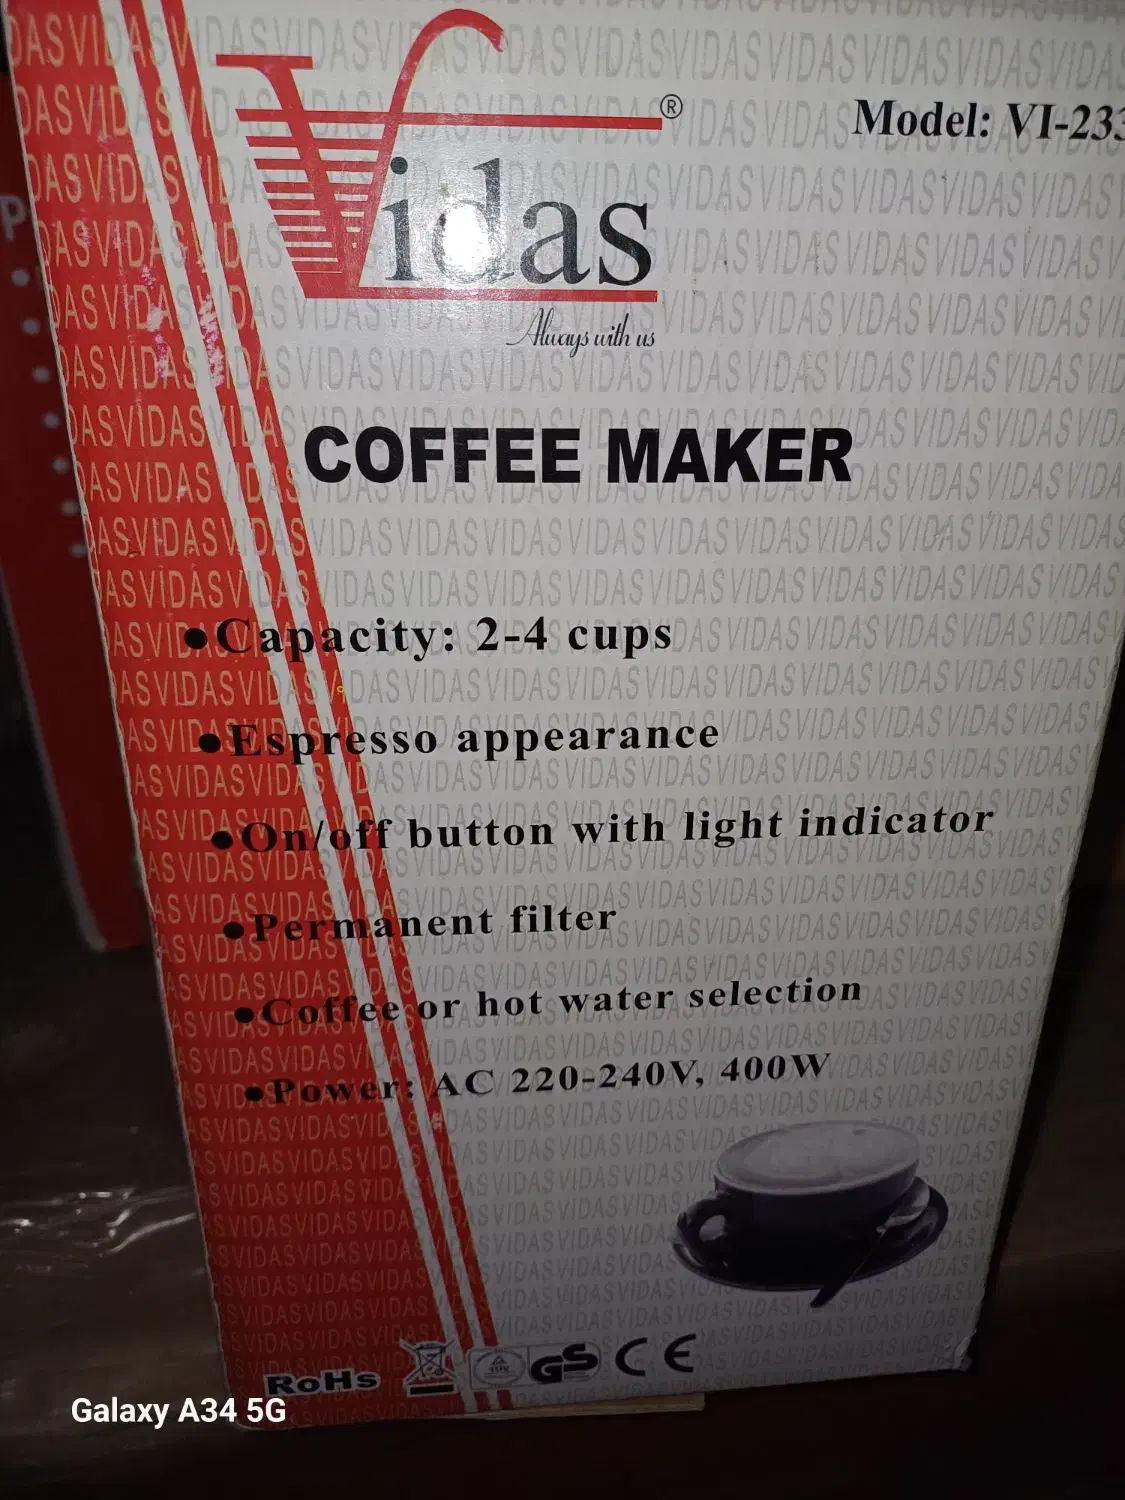 Vidas®
Model: VI-233
Always with us
COFFEE MAKER
●Capacity: 2-4 cups
●Espresso appearance
●On/off button with light indicator
●Permanent filter
●Coffee or hot water selection
●Power: AC 220-240V, 400W
RoHS TÜV GS CE
Galaxy A34 5G